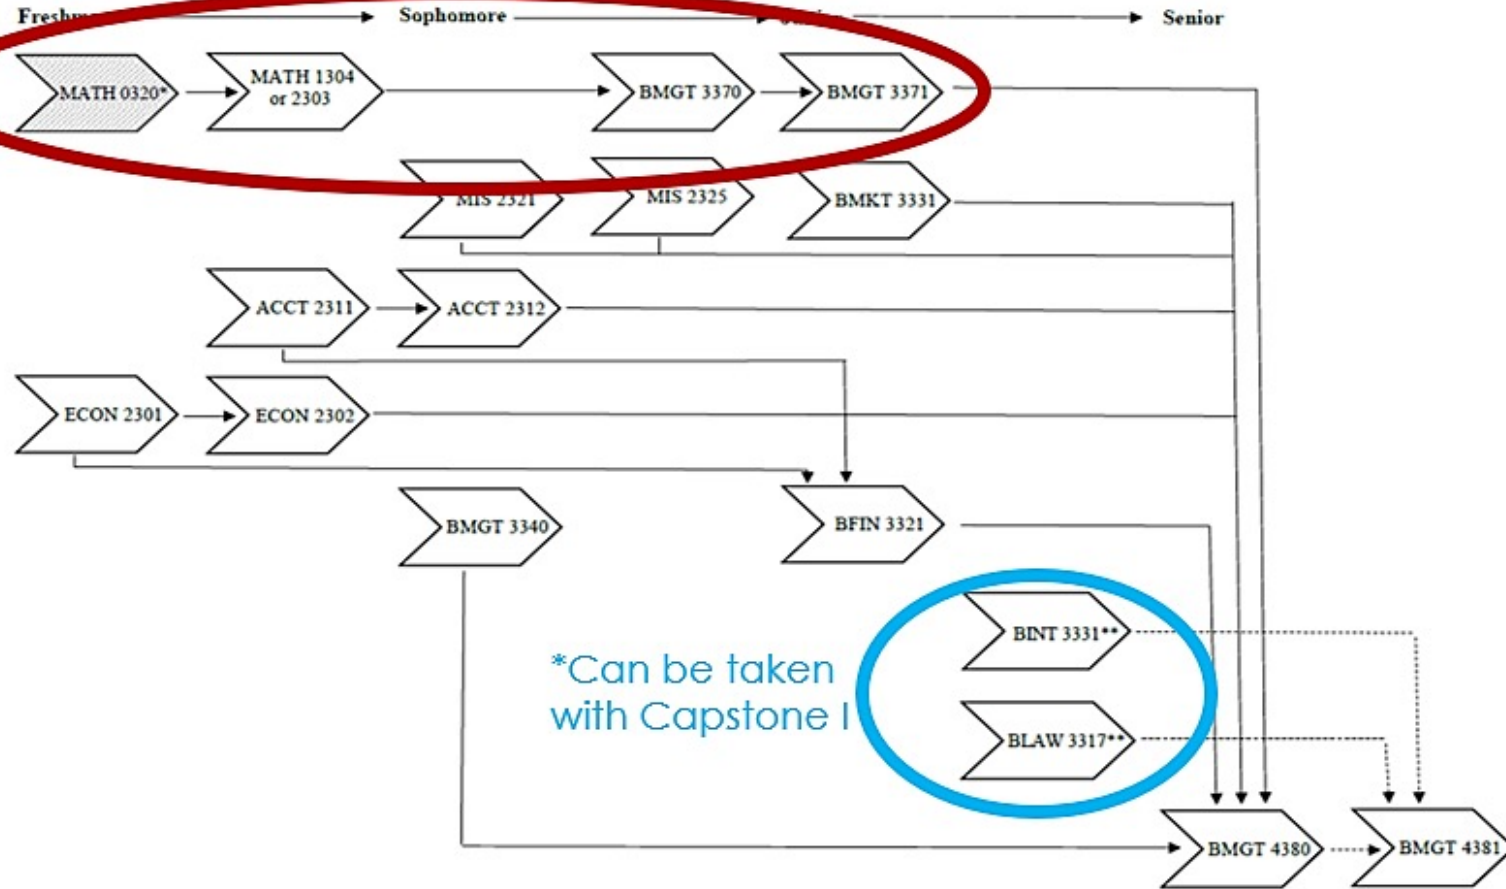 Sophomore
Senior
MATH 0320*
MATH 1304
or 2303
BMGT 3370
BMGT 3371
MIS 2321
MIS 2325
BMKT 3331
ACCT 2311
ACCT 2312
ECON 2301
ECON 2302
BMGT 3340
BFIN 3321
BINT 3331**
*Can be taken
with Capstone I
BLAW 3317**
BMGT 4380
BMGT 4381